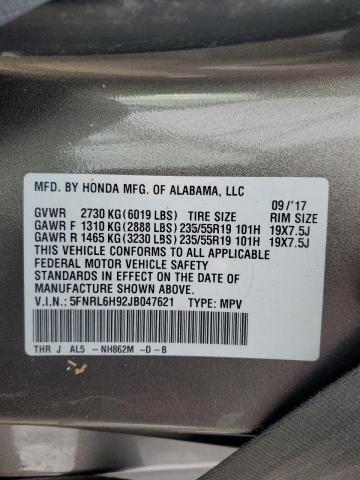 MFD. BY HONDA MFG. OF ALABAMA, LLC
09/'17
GVWR 2730 KG(6019 LBS) TIRE SIZE RIM SIZE
GAWR F 1310 KG(2888 LBS) 235/55R19 101H 19X7.5J
GAWR R 1465 KG(3230 LBS) 235/55R19 101H 19X7.5J
THIS VEHICLE CONFORMS TO ALL APPLICABLE
FEDERAL MOTOR VEHICLE SAFETY
STANDARDS IN EFFECT ON THE DATE OF
MANUFACTURE SHOWN ABOVE.
V.I.N.: 5FNRL6H92JB047621 TYPE: MPV
THR J AL5 -NH862M -D-B